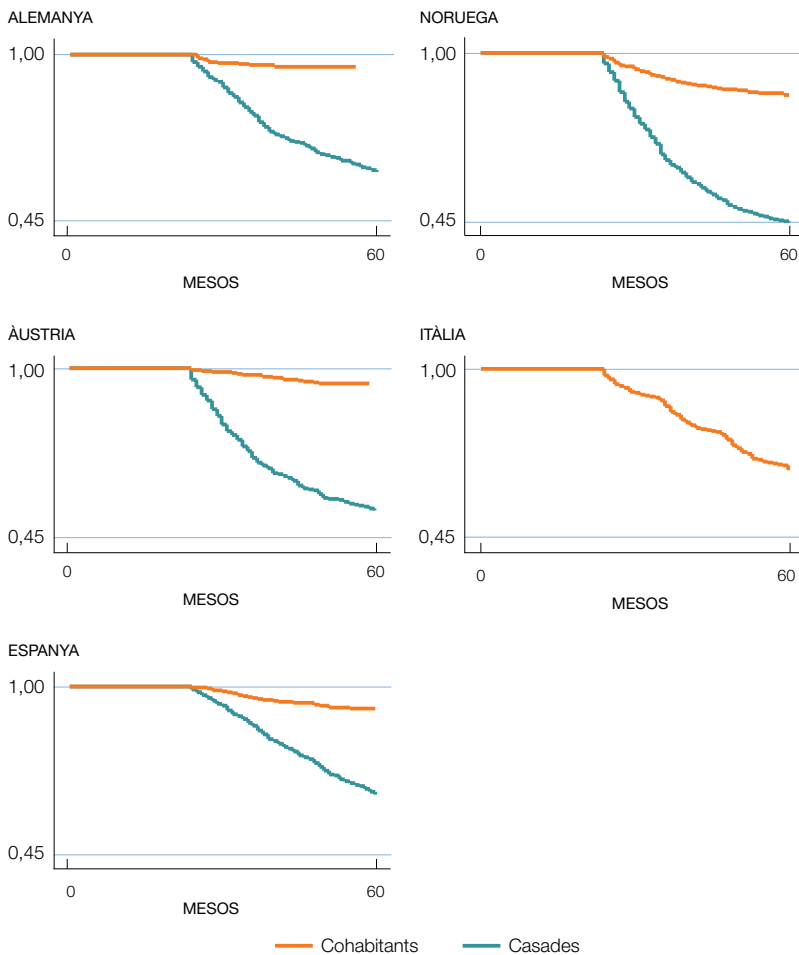 ALEMANYA
1,00
0,45
0
60
MESOS
NORUEGA
1,00
0,45
0
60
MESOS
ÀUSTRIA
1,00
0,45
0
60
MESOS
ITÀLIA
1,00
0,45
0
60
MESOS
ESPANYA
1,00
0,45
0
60
MESOS
Cohabitants
Casades